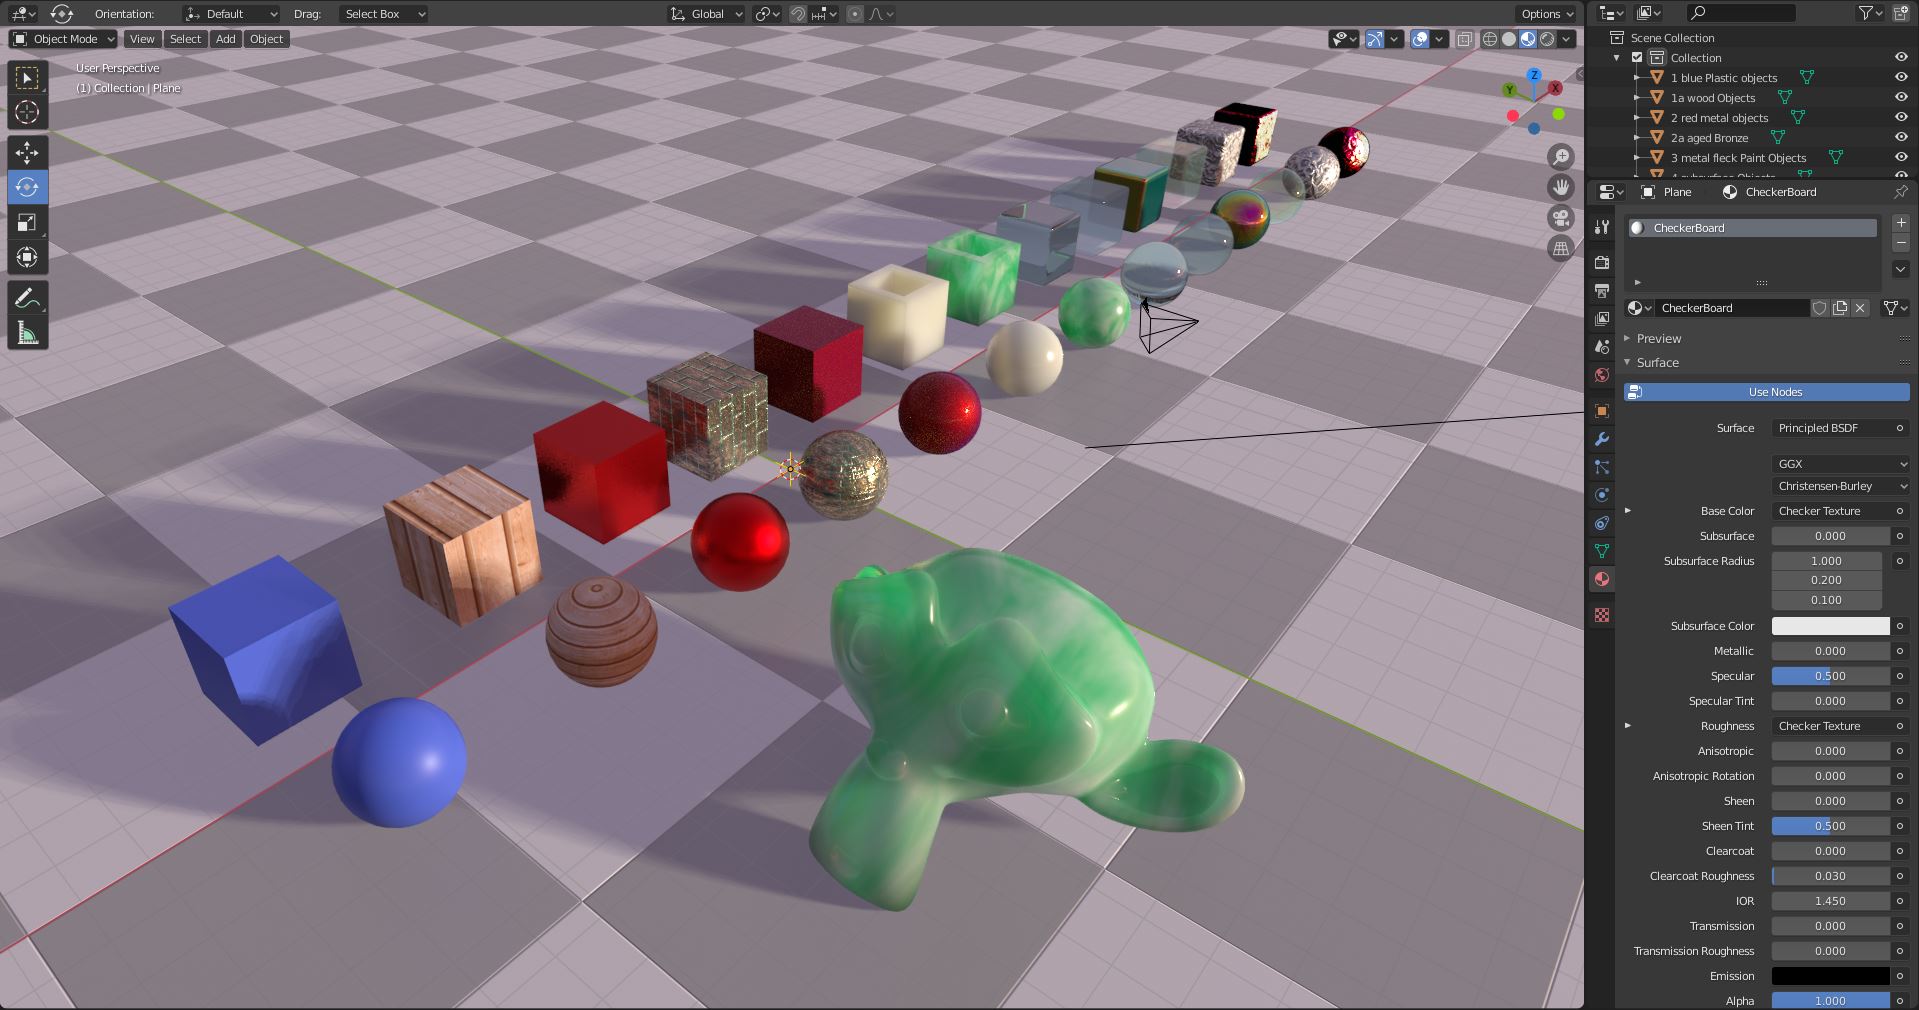 Orientation: Default Drag: Select Box Global Options
Object Mode View Select Add Object
User Perspective
(1) Collection | Plane
Z
Y
X
Scene Collection
Collection
1 blue Plastic objects
1a wood Objects
2 red metal objects
2a aged Bronze
3 metal fleck Paint Objects
Plane CheckerBoard
CheckerBoard
CheckerBoard
Preview
Surface
Use Nodes
Surface Principled BSDF
GGX
Christensen-Burley
Base Color Checker Texture
Subsurface 0.000
Subsurface Radius 1.000
0.200
0.100
Subsurface Color
Metallic 0.000
Specular 0.500
Specular Tint 0.000
Roughness Checker Texture
Anisotropic 0.000
Anisotropic Rotation 0.000
Sheen 0.000
Sheen Tint 0.500
Clearcoat 0.000
Clearcoat Roughness 0.030
IOR 1.450
Transmission 0.000
Transmission Roughness 0.000
Emission
Alpha 1.000